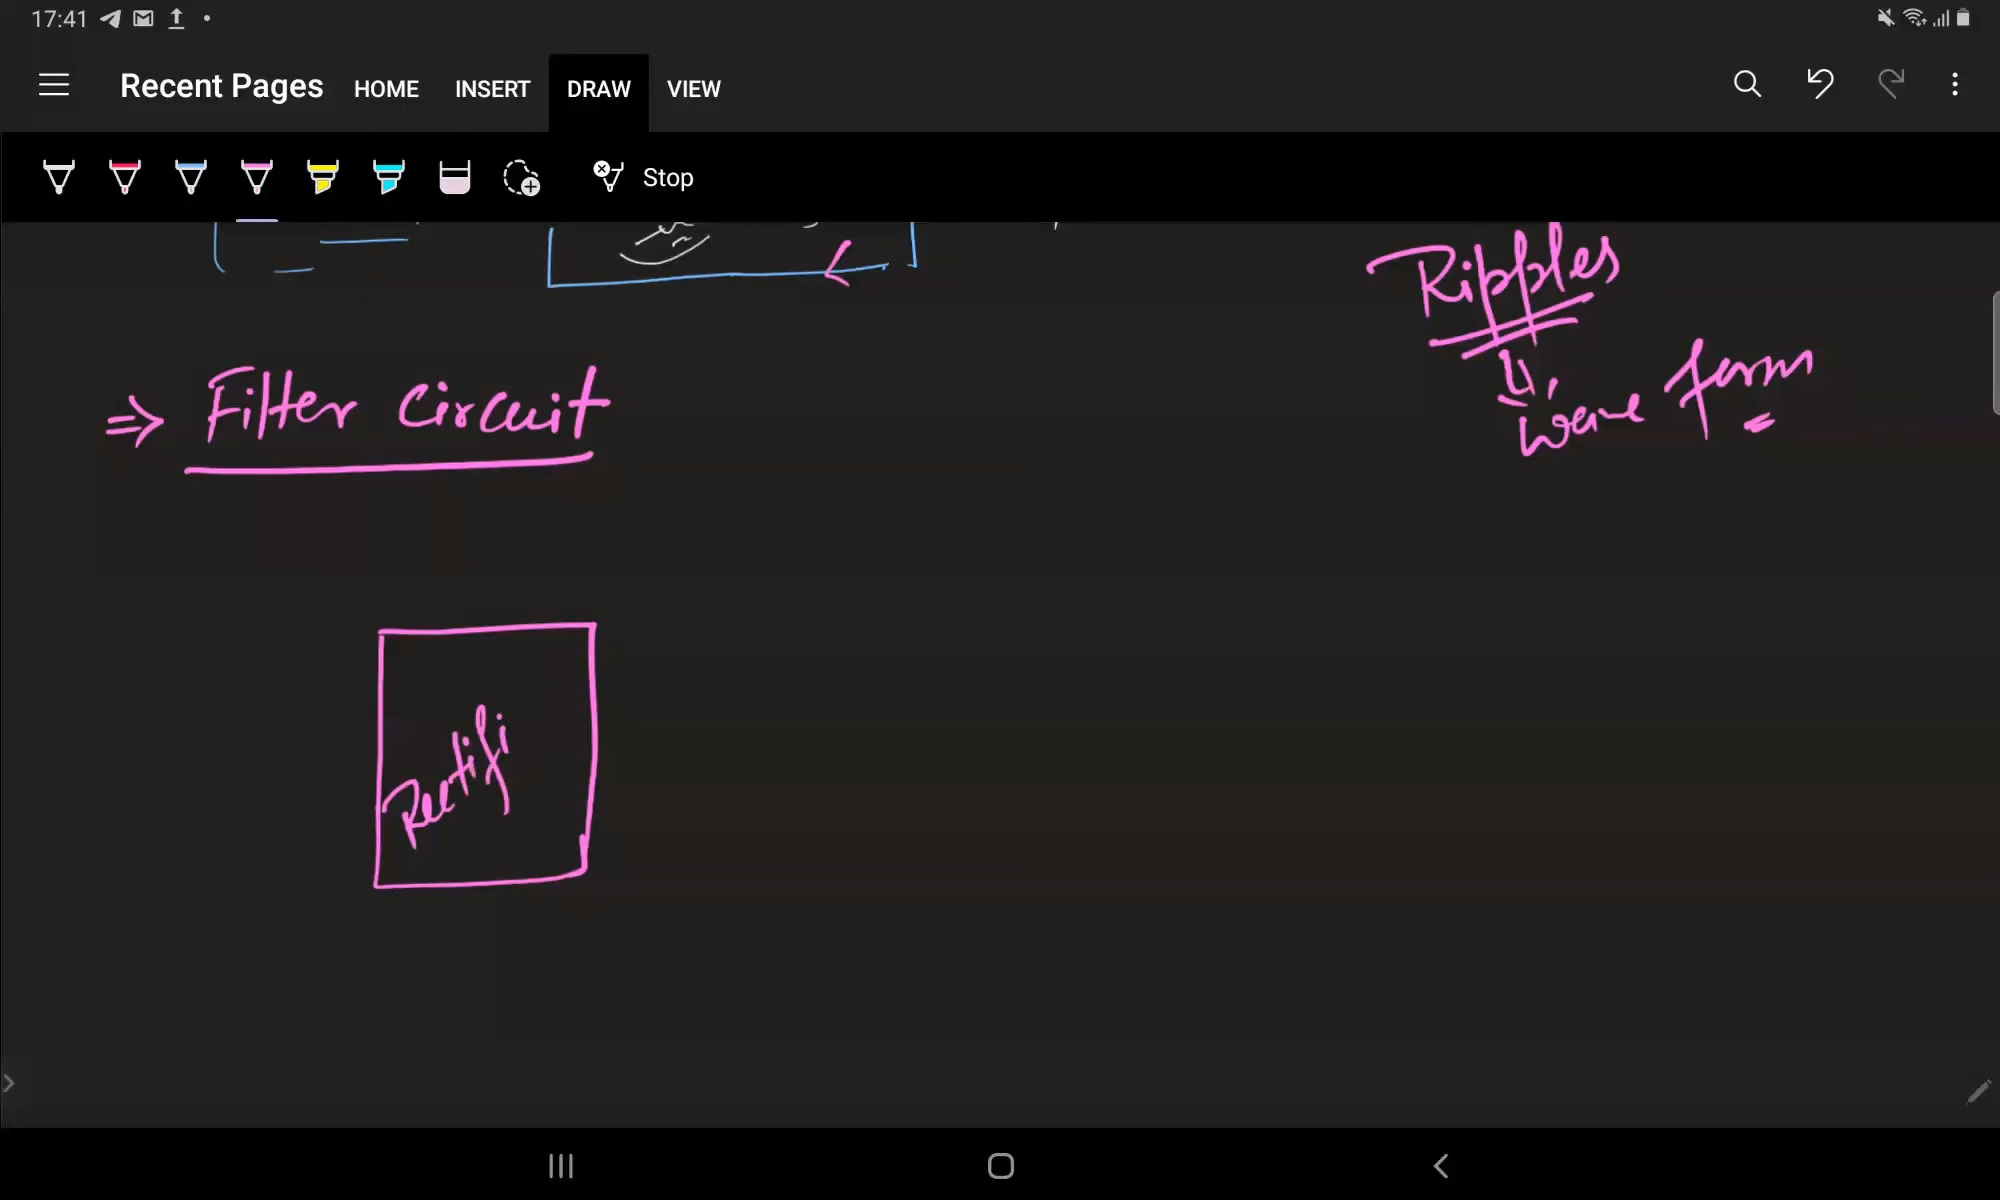 17:41
Recent Pages HOME INSERT DRAW VIEW
Stop
Ripples
wave form
⇒ Filter Circuit
Rectifi